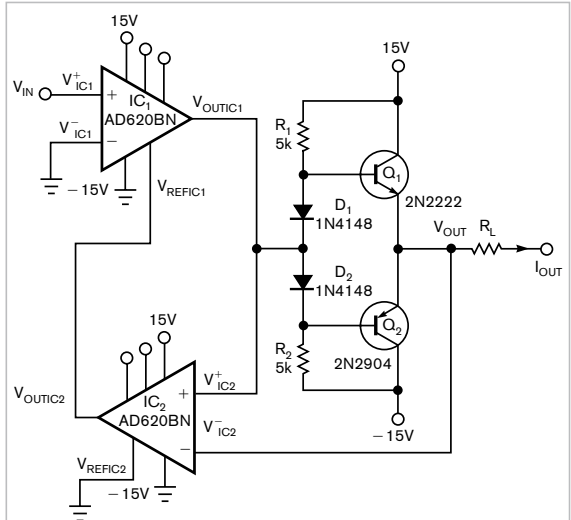 15V
15V
V_IN
V⁺_IC1
+
IC₁
AD620BN
V_OUTIC1
V⁻_IC1
−
−15V
V_REFIC1
R₁
5k
Q₁
2N2222
D₁
1N4148
V_OUT
R_L
I_OUT
D₂
1N4148
Q₂
R₂
5k
2N2904
15V
V_OUTIC2
V⁺_IC2
+
IC₂
AD620BN
V⁻_IC2
−
−15V
V_REFIC2
−15V